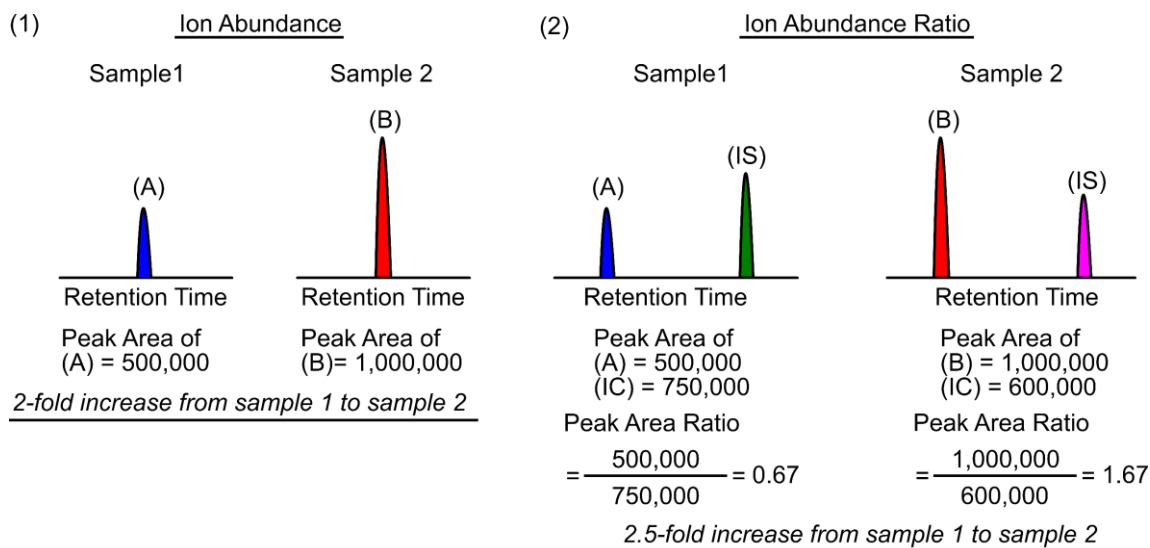 (1) Ion Abundance
Sample1 Sample 2
(A) (B)
Retention Time Retention Time
Peak Area of Peak Area of
(A) = 500,000 (B)= 1,000,000
2-fold increase from sample 1 to sample 2
(2) Ion Abundance Ratio
Sample1 Sample 2
(A) (IS) (B) (IS)
Retention Time Retention Time
Peak Area of Peak Area of
(A) = 500,000 (B) = 1,000,000
(IC) = 750,000 (IC) = 600,000
Peak Area Ratio Peak Area Ratio
= 500,000 / 750,000 = 0.67 = 1,000,000 / 600,000 = 1.67
2.5-fold increase from sample 1 to sample 2